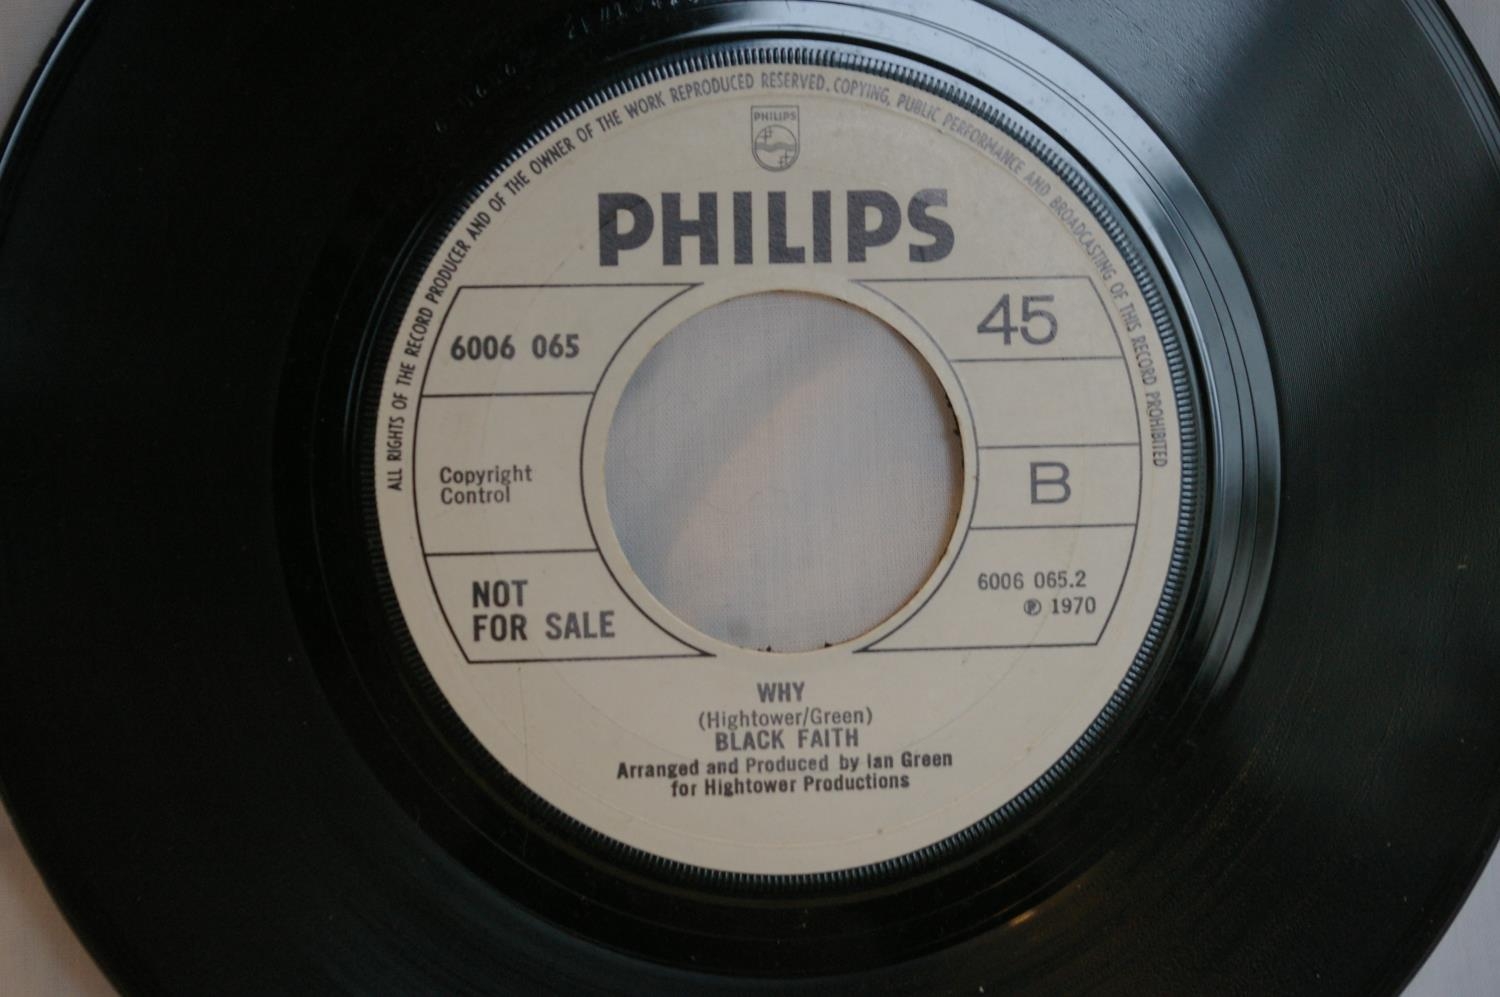 ALL RIGHTS OF THE RECORD PRODUCER AND OF THE OWNER OF THE WORK REPRODUCED RESERVED. COPYING, PUBLIC PERFORMANCE AND BROADCASTING OF THIS RECORD PROHIBITED
PHILIPS
PHILIPS
6006 065
45
Copyright
Control
B
NOT
FOR SALE
6006 065.2
℗ 1970
WHY
(Hightower/Green)
BLACK FAITH
Arranged and Produced by Ian Green
for Hightower Productions